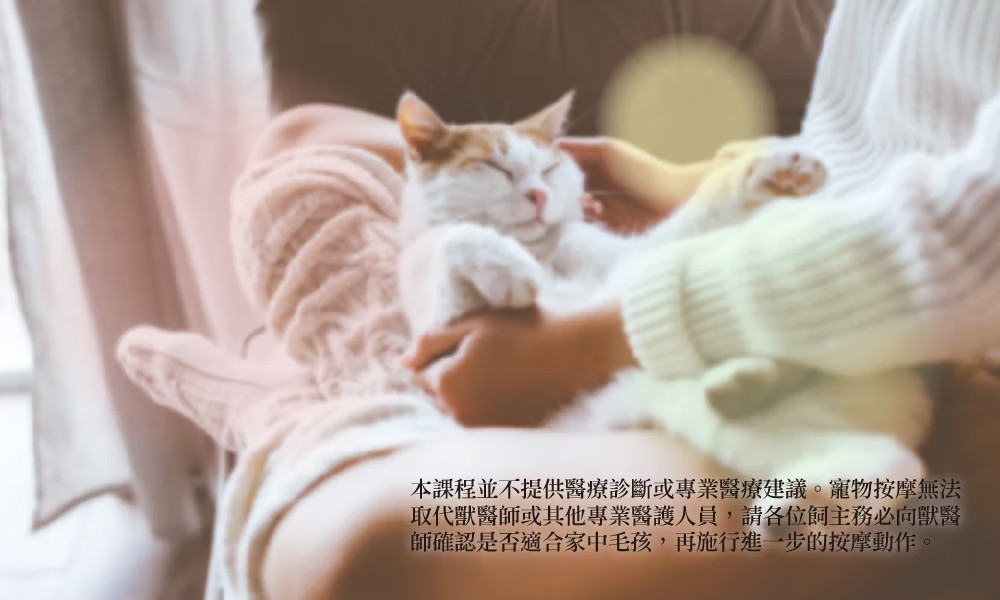 本課程並不提供醫療診斷或專業醫療建議。寵物按摩無法
取代獸醫師或其他專業醫護人員，請各位飼主務必向獸醫
師確認是否適合家中毛孩，再施行進一步的按摩動作。